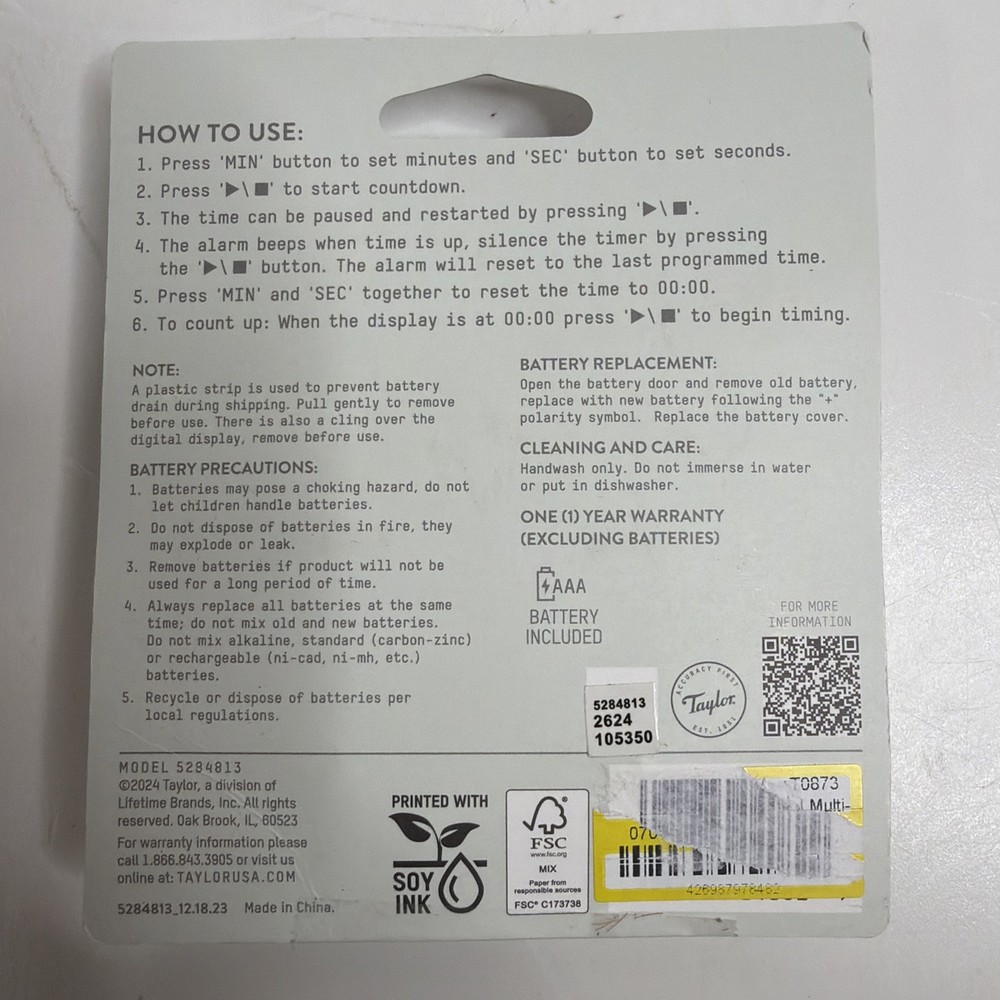 HOW TO USE:
1. Press 'MIN' button to set minutes and 'SEC' button to set seconds.
2. Press '▶\■' to start countdown.
3. The time can be paused and restarted by pressing '▶\■'.
4. The alarm beeps when time is up, silence the timer by pressing
the '▶\■' button. The alarm will reset to the last programmed time.
5. Press 'MIN' and 'SEC' together to reset the time to 00:00.
6. To count up: When the display is at 00:00 press '▶\■' to begin timing.
NOTE:
A plastic strip is used to prevent battery
drain during shipping. Pull gently to remove
before use. There is also a cling over the
digital display, remove before use.
BATTERY PRECAUTIONS:
1. Batteries may pose a choking hazard, do not
let children handle batteries.
2. Do not dispose of batteries in fire, they
may explode or leak.
3. Remove batteries if product will not be
used for a long period of time.
4. Always replace all batteries at the same
time; do not mix old and new batteries.
Do not mix alkaline, standard (carbon-zinc)
or rechargeable (ni-cad, ni-mh, etc.)
batteries.
5. Recycle or dispose of batteries per
local regulations.
BATTERY REPLACEMENT:
Open the battery door and remove old battery,
replace with new battery following the "+"
polarity symbol. Replace the battery cover.
CLEANING AND CARE:
Handwash only. Do not immerse in water
or put in dishwasher.
ONE (1) YEAR WARRANTY
(EXCLUDING BATTERIES)
AAA
BATTERY
INCLUDED
FOR MORE
INFORMATION
5284813
2624
105350
ACCURACY FIRST
Taylor
EST. 1851
MODEL 5284813
©2024 Taylor, a division of
Lifetime Brands, Inc. All rights
reserved. Oak Brook, IL, 60523
For warranty information please
call 1.866.843.3905 or visit us
online at: TAYLORUSA.COM
5284813_12.18.23 Made in China.
PRINTED WITH
SOY
INK
FSC
www.fsc.org
MIX
Paper from
responsible sources
FSC® C173738
T0873
Multi-
070